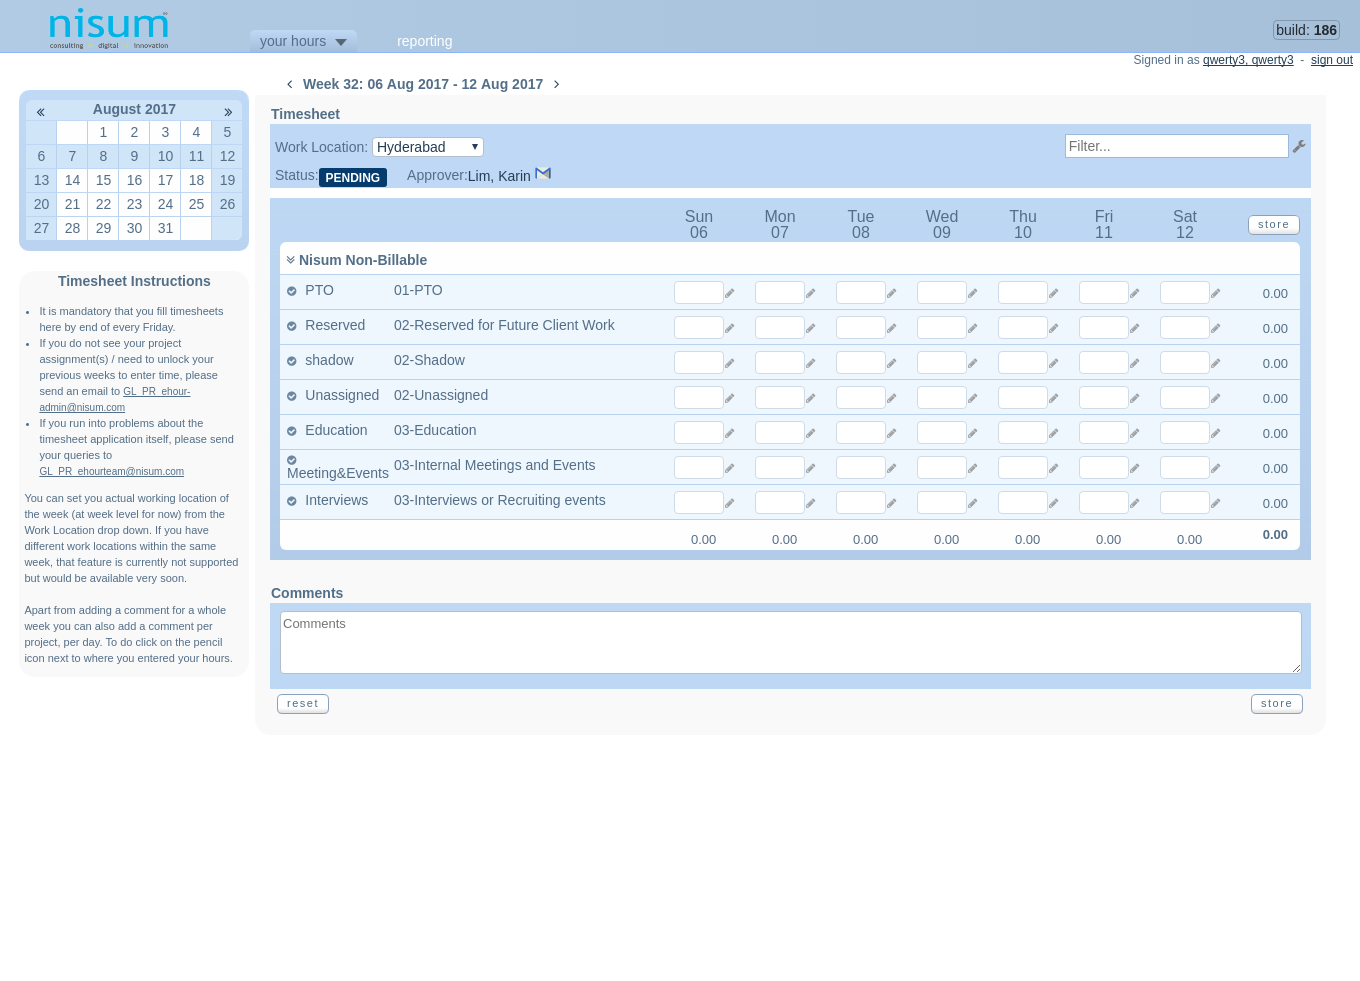 nisum
consulting digital innovation
your hours
reporting
build: 186
Signed in as qwerty3, qwerty3 - sign out
Week 32: 06 Aug 2017 - 12 Aug 2017
August 2017
1 2 3 4 5
6 7 8 9 10 11 12
13 14 15 16 17 18 19
20 21 22 23 24 25 26
27 28 29 30 31
Timesheet Instructions
• It is mandatory that you fill timesheets
here by end of every Friday.
• If you do not see your project
assignment(s) / need to unlock your
previous weeks to enter time, please
send an email to GL_PR_ehour-
admin@nisum.com
• If you run into problems about the
timesheet application itself, please send
your queries to
GL_PR_ehourteam@nisum.com
You can set you actual working location of
the week (at week level for now) from the
Work Location drop down. If you have
different work locations within the same
week, that feature is currently not supported
but would be available very soon.
Apart from adding a comment for a whole
week you can also add a comment per
project, per day. To do click on the pencil
icon next to where you entered your hours.
Timesheet
Work Location: Hyderabad
Filter...
Status: PENDING Approver: Lim, Karin
Sun Mon Tue Wed Thu Fri Sat
06 07 08 09 10 11 12
store
Nisum Non-Billable
PTO 01-PTO 0.00
Reserved 02-Reserved for Future Client Work 0.00
shadow 02-Shadow 0.00
Unassigned 02-Unassigned 0.00
Education 03-Education 0.00
Meeting&Events 03-Internal Meetings and Events 0.00
Interviews 03-Interviews or Recruiting events 0.00
0.00 0.00 0.00 0.00 0.00 0.00 0.00 0.00
Comments
Comments
reset
store